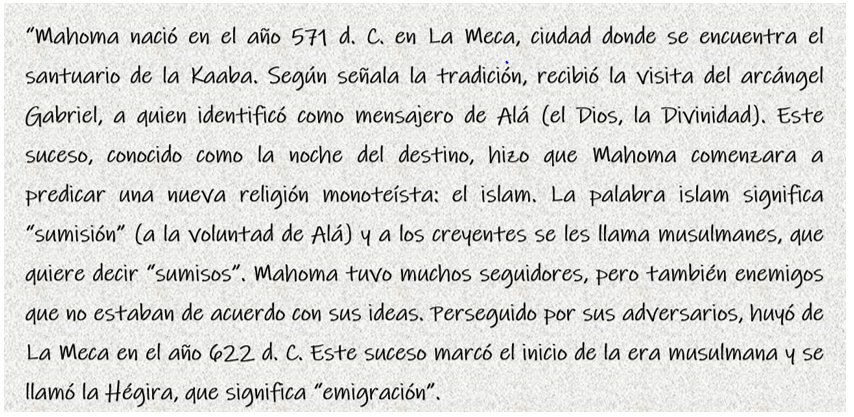 "Mahoma nació en el año 571 d. C. en La Meca, ciudad donde se encuentra el
santuario de la Kaaba. Según señala la tradición, recibió la visita del arcángel
Gabriel, a quien identificó como mensajero de Alá (el Dios, la Divinidad). Este
suceso, conocido como la noche del destino, hizo que Mahoma comenzara a
predicar una nueva religión monoteísta: el islam. La palabra islam significa
"sumisión" (a la voluntad de Alá) y a los creyentes se les llama musulmanes, que
quiere decir "sumisos". Mahoma tuvo muchos seguidores, pero también enemigos
que no estaban de acuerdo con sus ideas. Perseguido por sus adversarios, huyó de
La Meca en el año 622 d. C. Este suceso marcó el inicio de la era musulmana y se
llamó la Hégira, que significa "emigración".